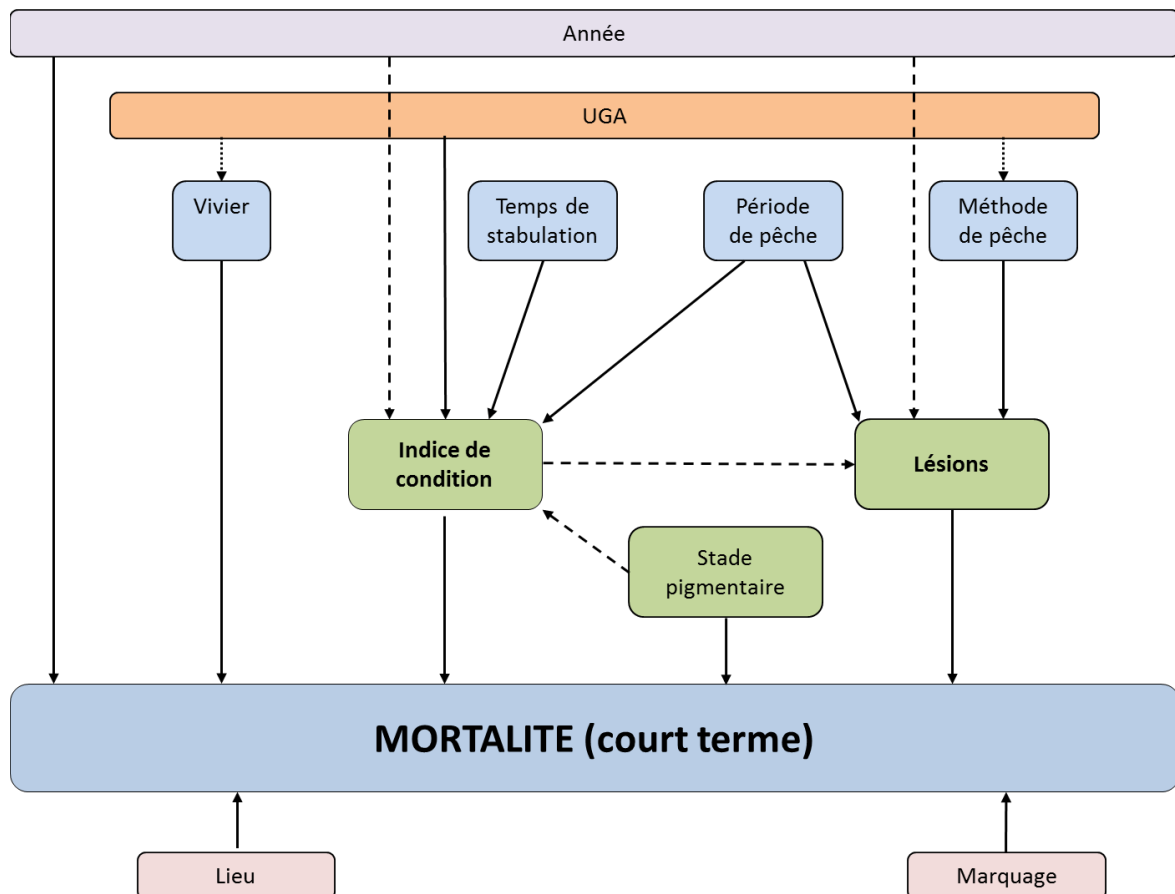 Année
UGA
Vivier
Temps de
stabulation
Période
de pêche
Méthode
de pêche
Indice de
condition
Lésions
Stade
pigmentaire
MORTALITE (court terme)
Lieu
Marquage